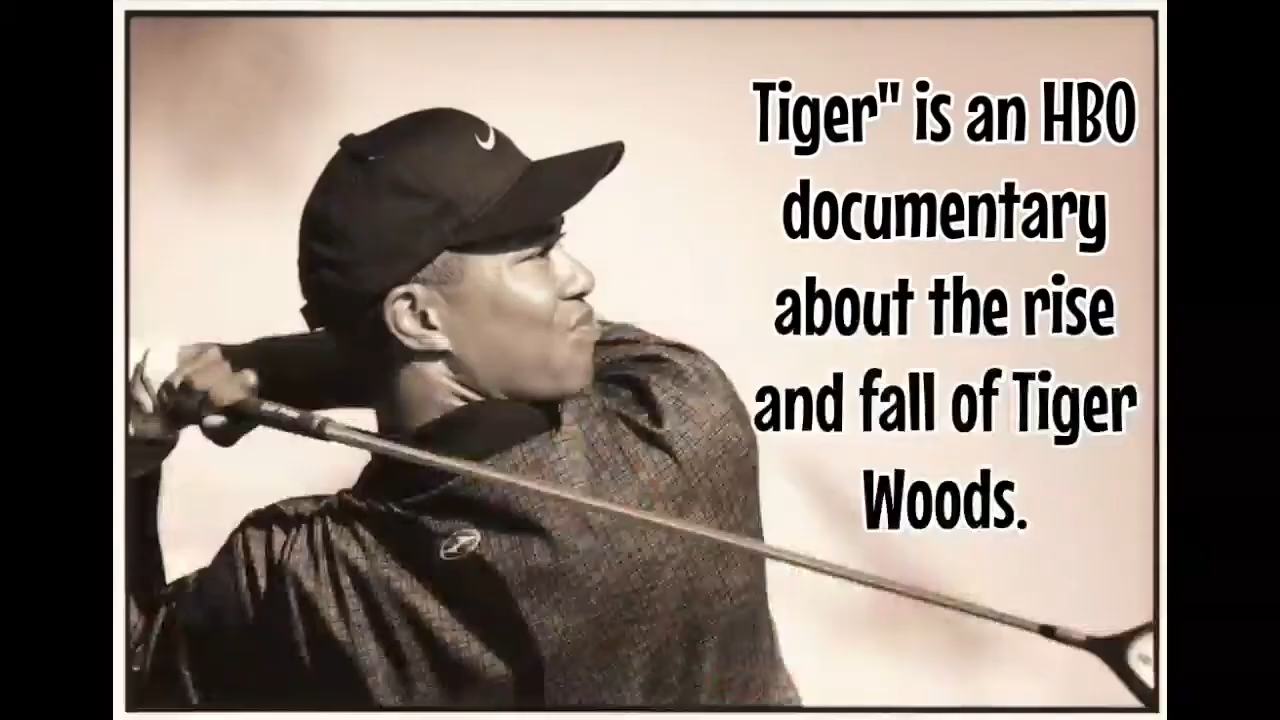 Tiger" is an HBO
documentary
about the rise
and fall of Tiger
Woods.